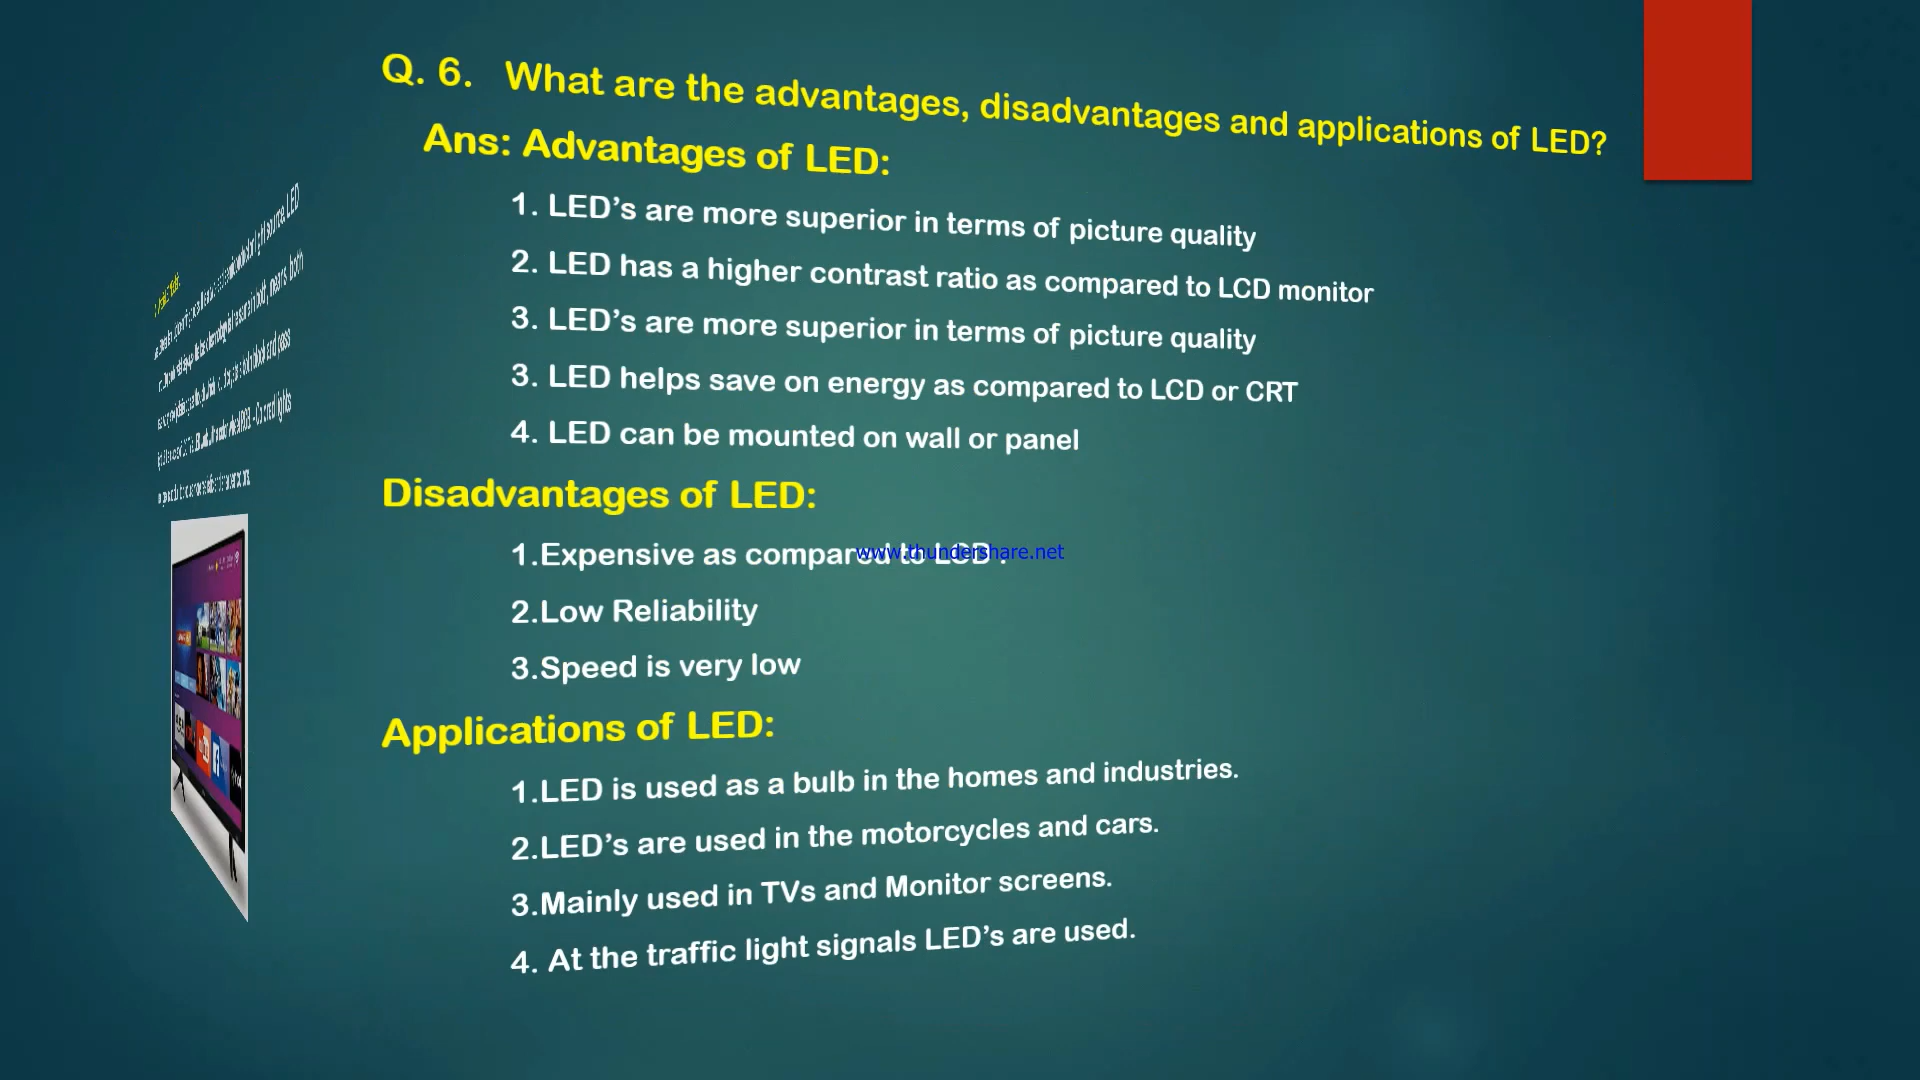 Q. 6. What are the advantages, disadvantages and applications of LED?
Ans: Advantages of LED:
1. LED’s are more superior in terms of picture quality
2. LED has a higher contrast ratio as compared to LCD monitor
3. LED’s are more superior in terms of picture quality
3. LED helps save on energy as compared to LCD or CRT
4. LED can be mounted on wall or panel
Disadvantages of LED:
1.Expensive as compared to LCD .
www.thundershare.net
2.Low Reliability
3.Speed is very low
Applications of LED:
1.LED is used as a bulb in the homes and industries.
2.LED’s are used in the motorcycles and cars.
3.Mainly used in TVs and Monitor screens.
4. At the traffic light signals LED’s are used.